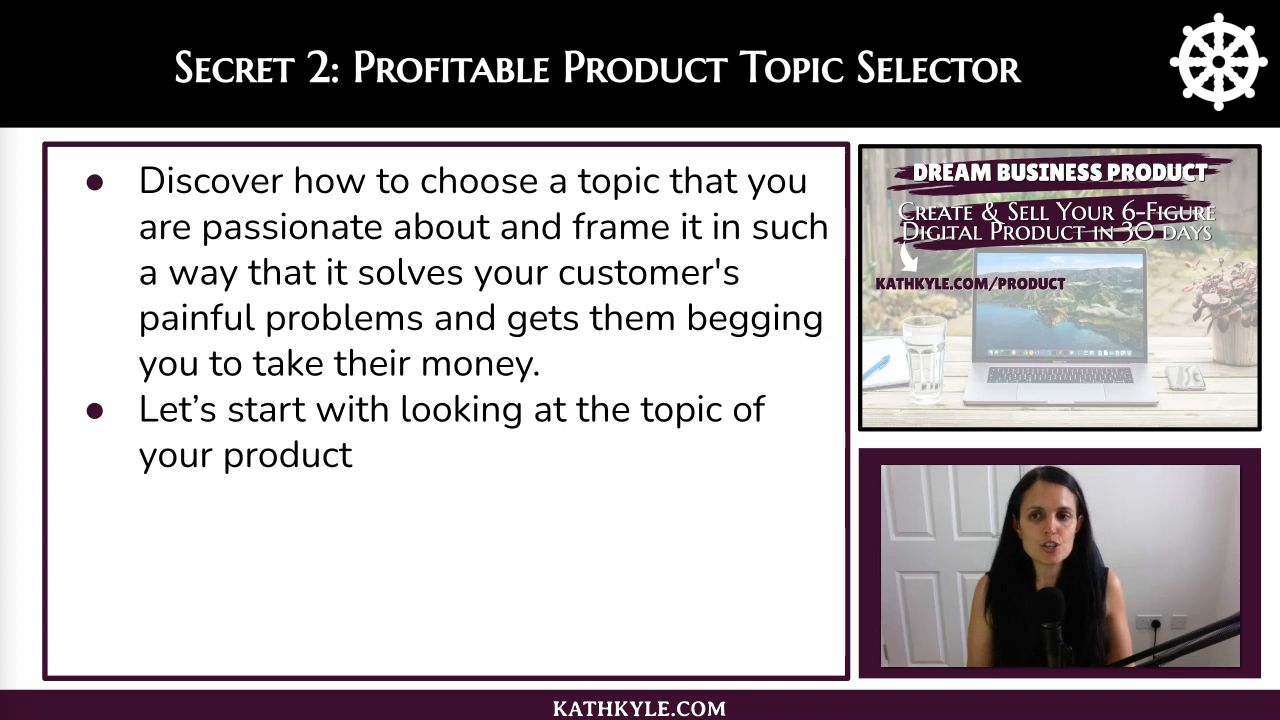 Secret 2: Profitable Product Topic Selector
● Discover how to choose a topic that you
are passionate about and frame it in such
a way that it solves your customer's
painful problems and gets them begging
you to take their money.
● Let’s start with looking at the topic of
your product
DREAM BUSINESS PRODUCT
Create & Sell Your 6-Figure
Digital Product in 30 days
KATHKYLE.COM/PRODUCT
KATHKYLE.COM